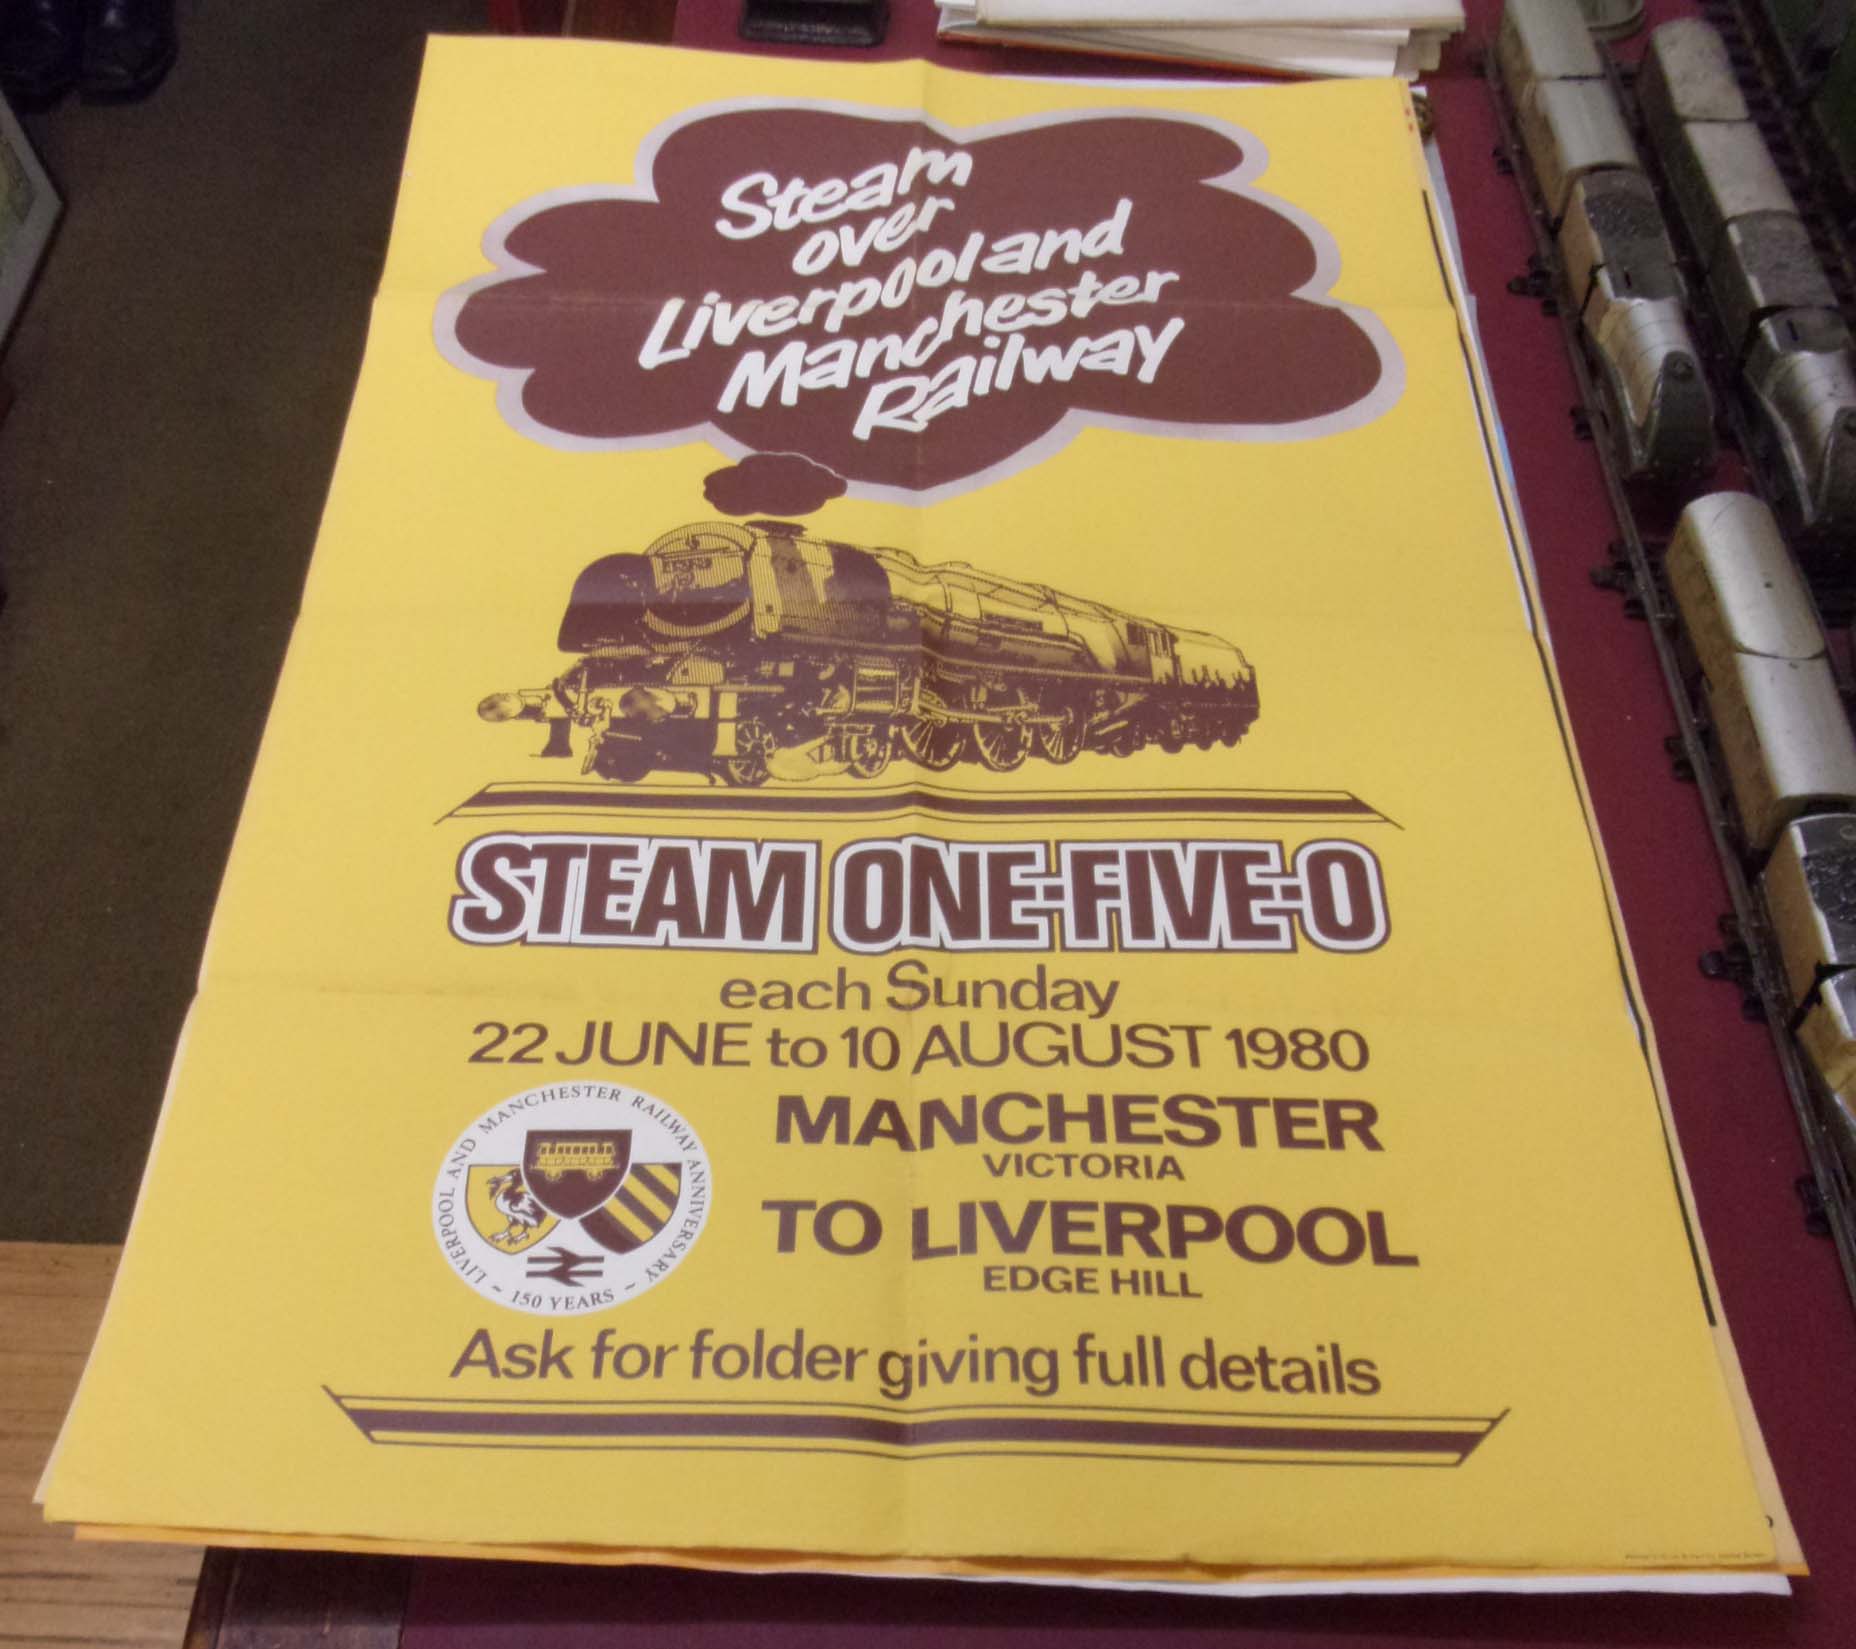 Steam
over
Liverpool and
Manchester
Railway
STEAM ONE-FIVE-O
each Sunday
22 JUNE to 10 AUGUST 1980
LIVERPOOL AND MANCHESTER RAILWAY ANNIVERSARY
~ 150 YEARS ~
MANCHESTER
VICTORIA
TO LIVERPOOL
EDGE HILL
Ask for folder giving full details